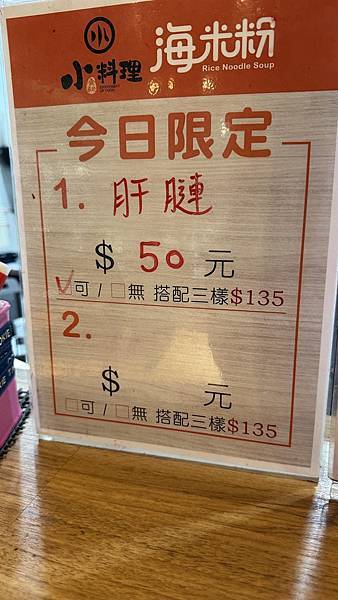 小
小料理
海米粉
Rice Noodle Soup
今日限定
1. 肝腱
$ 50 元
☑可 / □無 搭配三樣$135
2.
$ 元
□可 / □無 搭配三樣$135